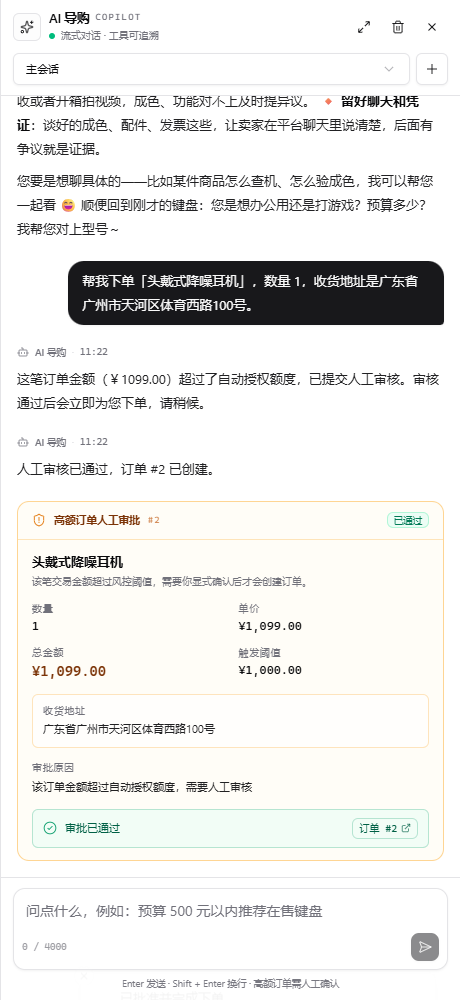 AI 导购 COPILOT
流式对话 · 工具可追溯
主会话
收或者开箱拍视频，成色、功能对不上及时提异议。🔸 留好聊天和凭
证：谈好的成色、配件、发票这些，让卖家在平台聊天里说清楚，后面有
争议就是证据。
您要是想聊具体的——比如某件商品怎么查机、怎么验成色，我可以帮您
一起看 😄 顺便回到刚才的键盘：您是想办公用还是打游戏？预算多少？
我帮您对上型号～
帮我下单「头戴式降噪耳机」，数量 1，收货地址是广东省
广州市天河区体育西路100号。
AI 导购 · 11:22
这笔订单金额（￥1099.00）超过了自动授权额度，已提交人工审核。审核
通过后会立即为您下单，请稍候。
AI 导购 · 11:22
人工审核已通过，订单 #2 已创建。
高额订单人工审批 #2 已通过
头戴式降噪耳机
该笔交易金额超过风控阈值，需要你显式确认后才会创建订单。
数量 单价
1 ¥1,099.00
总金额 触发阈值
¥1,099.00 ¥1,000.00
收货地址
广东省广州市天河区体育西路100号
审批原因
该订单金额超过自动授权额度，需要人工审核
审批已通过 订单 #2
问点什么，例如：预算 500 元以内推荐在售键盘
0 / 4000
Enter 发送 · Shift + Enter 换行 · 高额订单需人工确认